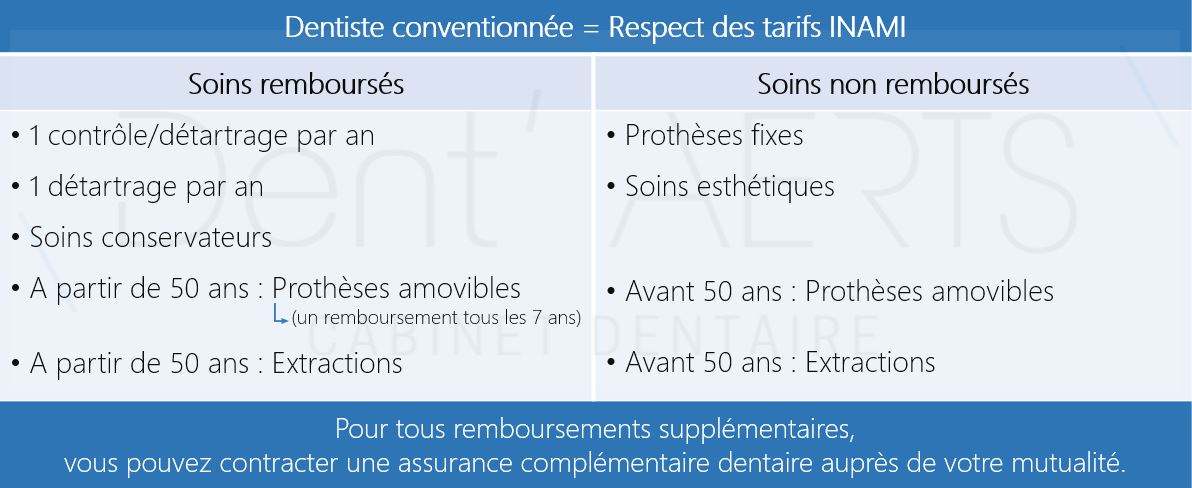 Dentiste conventionnée = Respect des tarifs INAMI
Soins remboursés
Soins non remboursés
• 1 contrôle/détartrage par an
• 1 détartrage par an
• Soins conservateurs
• A partir de 50 ans : Prothèses amovibles
(un remboursement tous les 7 ans)
• A partir de 50 ans : Extractions
• Prothèses fixes
• Soins esthétiques
• Avant 50 ans : Prothèses amovibles
• Avant 50 ans : Extractions
Dent'AERTS
CABINET DENTAIRE
Pour tous remboursements supplémentaires,
vous pouvez contracter une assurance complémentaire dentaire auprès de votre mutualité.